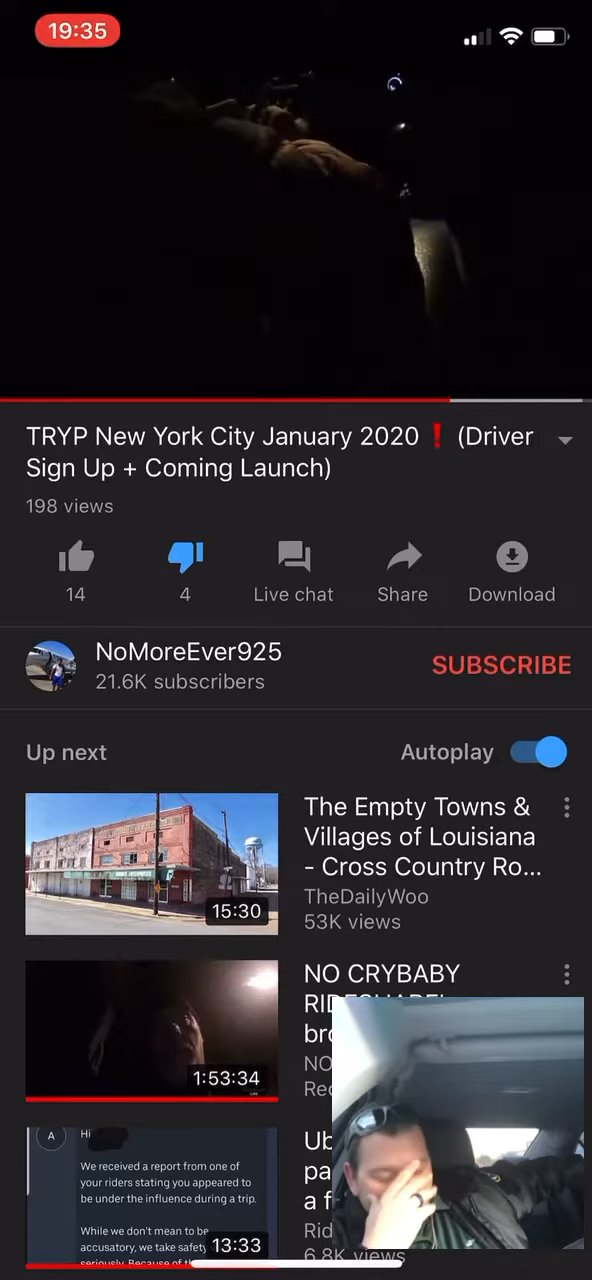 19:35
TRYP New York City January 2020❗(Driver
Sign Up + Coming Launch)
198 views
14
4
Live chat
Share
Download
NoMoreEver925
21.6K subscribers
SUBSCRIBE
Up next
Autoplay
The Empty Towns &
Villages of Louisiana
- Cross Country Ro...
TheDailyWoo
53K views
15:30
NO CRYBABY
1:53:34
A
Hi
We received a report from one of
your riders stating you appeared to
be under the influence during a trip.
While we don't mean to be
accusatory, we take safety
13:33
6.8K views